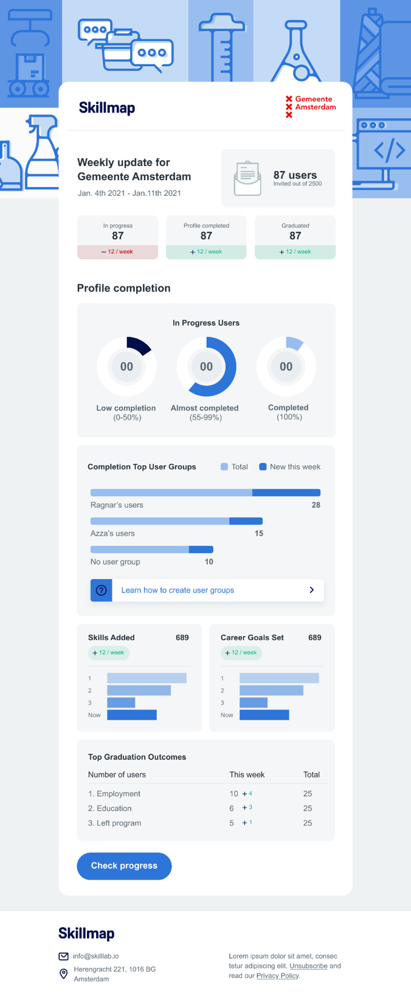 Skillmap
Gemeente
Amsterdam
Weekly update for
Gemeente Amsterdam
Jan. 4th 2021 - Jan.11th 2021
87 users
Invited out of 2500
In progress
87
− 12 / week
Profile completed
87
+ 12 / week
Graduated
87
+ 12 / week
Profile completion
In Progress Users
00
00
00
Low completion
(0-50%)
Almost completed
(55-99%)
Completed
(100%)
Completion Top User Groups
Total
New this week
Ragnar's users 28
Azza's users 15
No user group 10
Learn how to create user groups
Skills Added 689
+ 12 / week
1
2
3
Now
Career Goals Set 689
+ 12 / week
1
2
3
Now
Top Graduation Outcomes
Number of users This week Total
1. Employment 10 + 4 25
2. Education 6 + 3 25
3. Left program 5 + 1 25
Check progress
Skillmap
info@skilllab.io
Herengracht 221, 1016 BG
Amsterdam
Lorem ipsum dolor sit amet, consec
tetur adipiscing elit. Unsubscribe and
read our Privacy Policy.